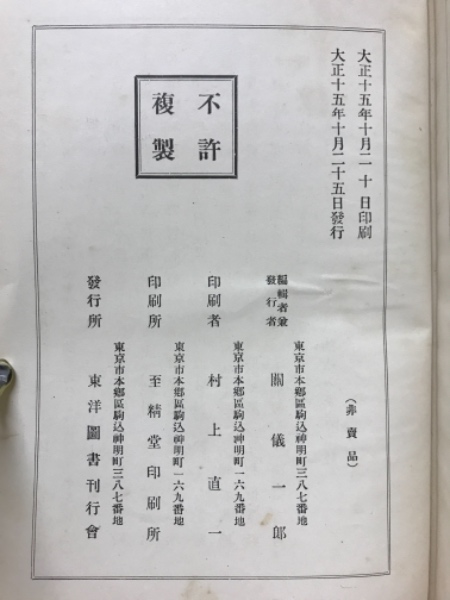 大正十五年十月二十日印刷
大正十五年十月二十五日發行
(非賣品)
不許
複製
東京市本鄉區駒込神明町三八七番地
編輯者兼
發行者
關儀一郎
東京市本鄉區駒込神明町一六九番地
印刷者
村上直一
東京市本鄉區駒込神明町一六九番地
印刷所
至精堂印刷所
東京市本鄉區駒込神明町三八七番地
發行所
東洋圖書刊行會